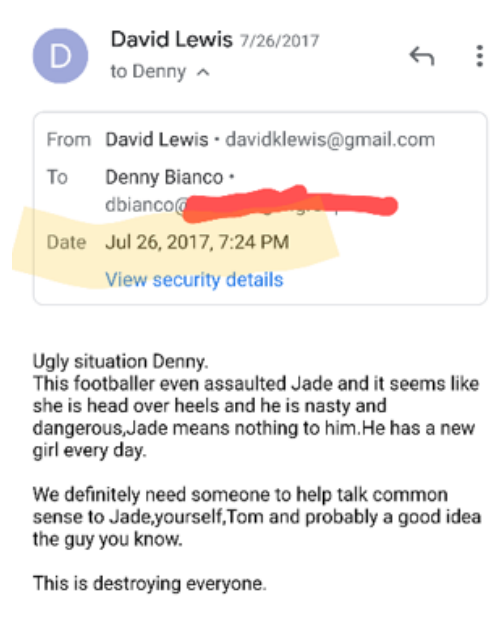 D
David Lewis 7/26/2017
to Denny
From David Lewis • davidklewis@gmail.com
To Denny Bianco •
dbianco@
Date Jul 26, 2017, 7:24 PM
View security details
Ugly situation Denny.
This footballer even assaulted Jade and it seems like
she is head over heels and he is nasty and
dangerous,Jade means nothing to him.He has a new
girl every day.
We definitely need someone to help talk common
sense to Jade,yourself,Tom and probably a good idea
the guy you know.
This is destroying everyone.